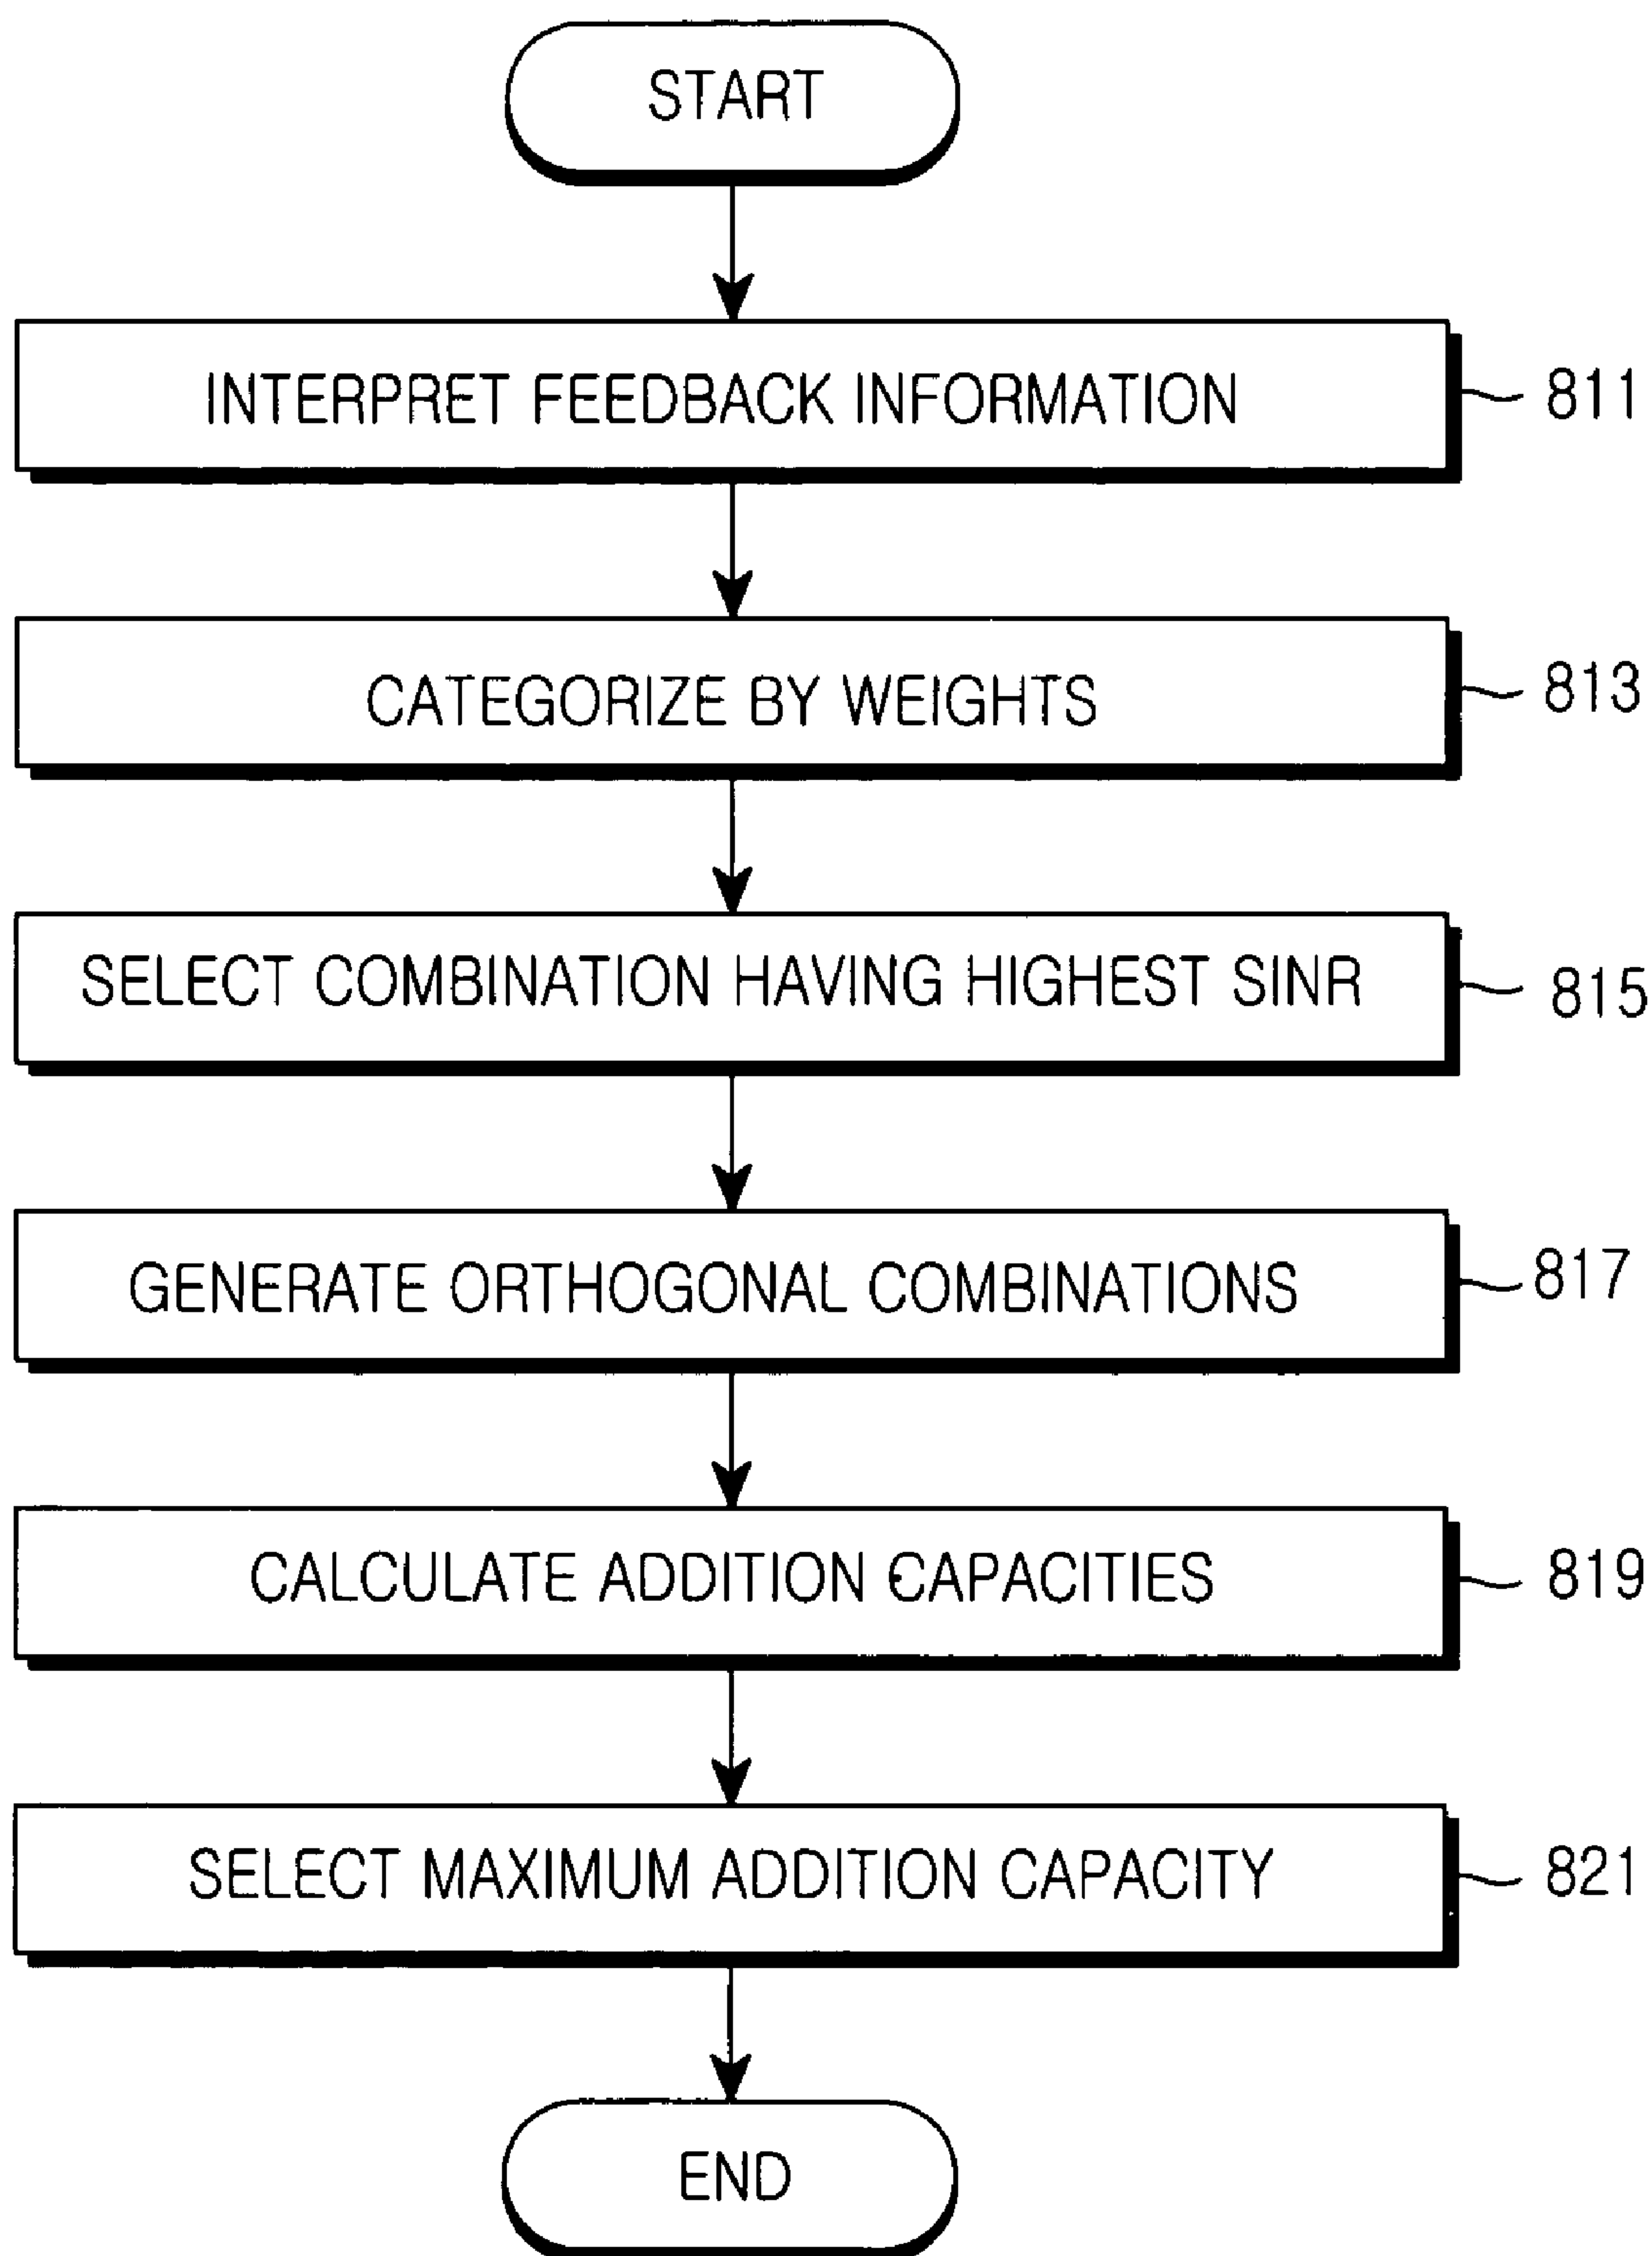 START
INTERPRET FEEDBACK INFORMATION
811
CATEGORIZE BY WEIGHTS
813
SELECT COMBINATION HAVING HIGHEST SINR
815
GENERATE ORTHOGONAL COMBINATIONS
817
CALCULATE ADDITION CAPACITIES
819
SELECT MAXIMUM ADDITION CAPACITY
821
END